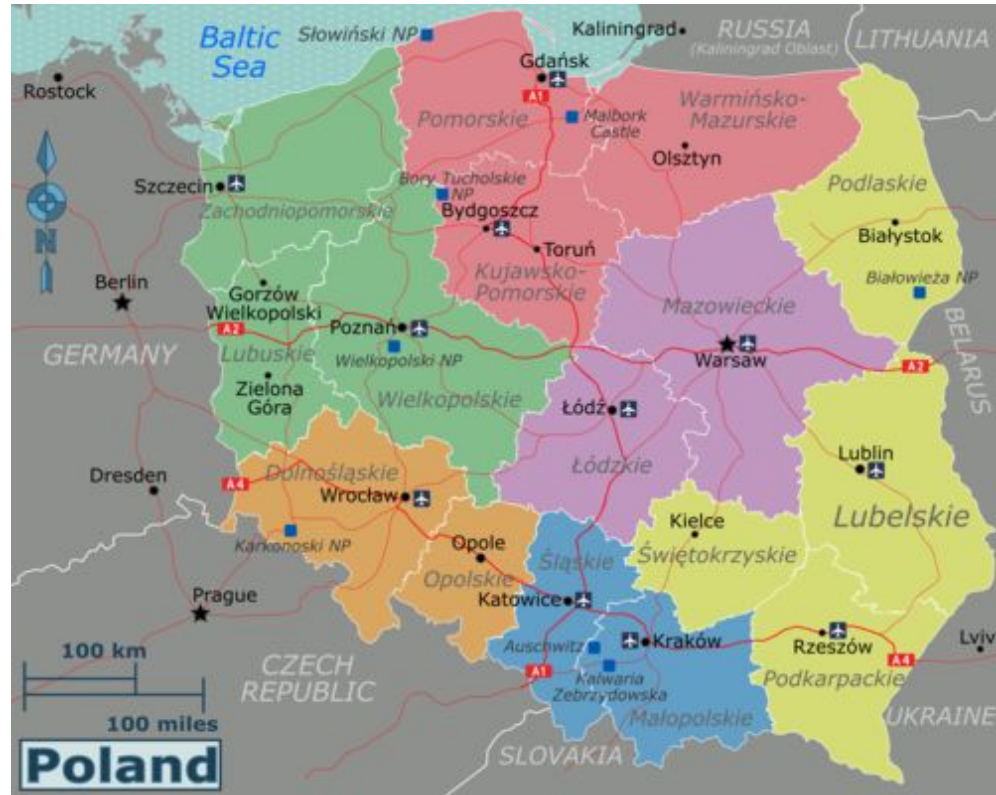 Baltic
Sea
Słowiński NP
Kaliningrad
RUSSIA
(Kaliningrad Oblast)
LITHUANIA
Rostock
Gdańsk
A1
Pomorskie
Malbork
Castle
Warmińsko-
Mazurskie
Olsztyn
Szczecin
Zachodniopomorskie
Bory Tucholskie
NP
Bydgoszcz
Toruń
Kujawsko-
Pomorskie
Podlaskie
Białystok
Białowieża NP
N
Berlin
Gorzów
Wielkopolski
A2
Lubuskie
Poznań
Wielkopolski NP
Wielkopolskie
Mazowieckie
Warsaw
A2
BELARUS
GERMANY
Zielona
Góra
Łódź
Łódzkie
Lublin
Lubelskie
Dresden
A4
Dolnośląskie
Wrocław
Karkonoski NP
Opole
Opolskie
Śląskie
Kielce
Świętokrzyskie
Prague
Katowice
Auschwitz
Kraków
Rzeszów
A4
Lviv
100 km
100 miles
CZECH
REPUBLIC
A1
Kalwaria
Zebrzydowska
Małopolskie
Podkarpackie
UKRAINE
SLOVAKIA
Poland